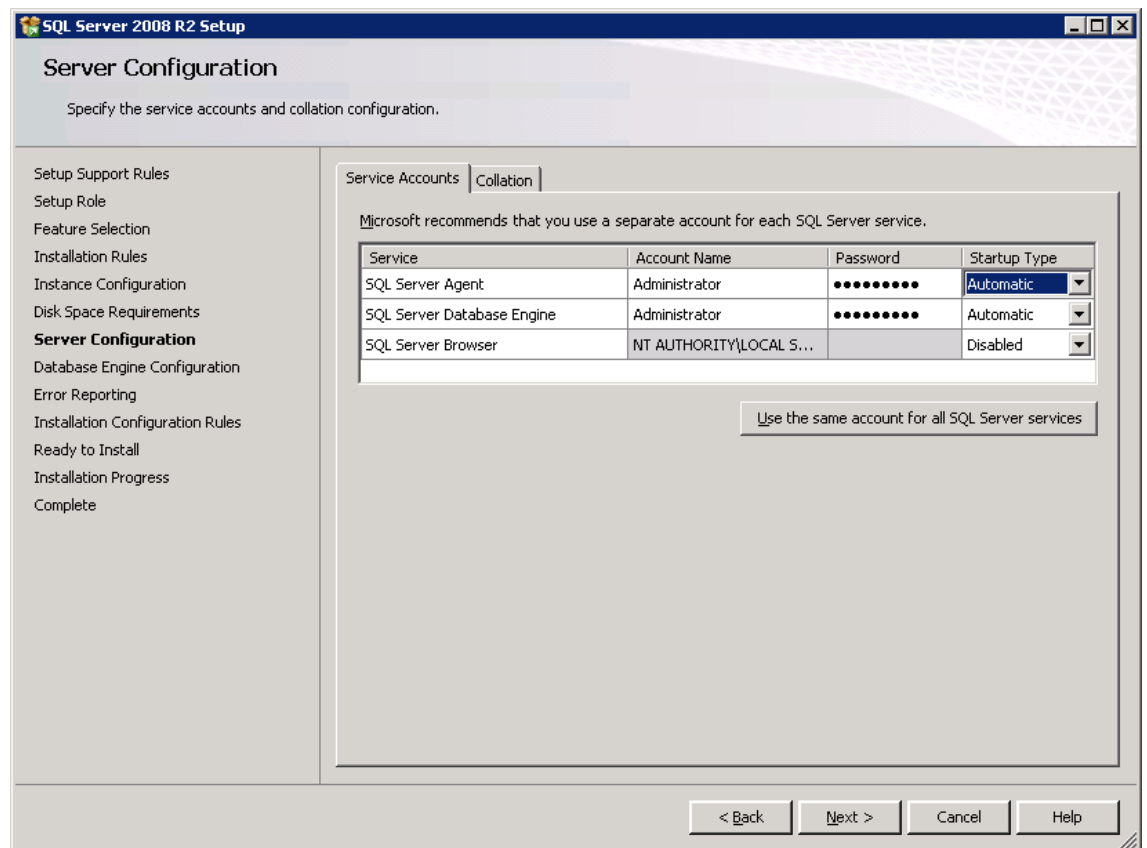 SQL Server 2008 R2 Setup
Server Configuration
Specify the service accounts and collation configuration.
Setup Support Rules
Setup Role
Feature Selection
Installation Rules
Instance Configuration
Disk Space Requirements
Server Configuration
Database Engine Configuration
Error Reporting
Installation Configuration Rules
Ready to Install
Installation Progress
Complete
Service Accounts Collation
Microsoft recommends that you use a separate account for each SQL Server service.
Service Account Name Password Startup Type
SQL Server Agent Administrator ●●●●●●●●● Automatic
SQL Server Database Engine Administrator ●●●●●●●●● Automatic
SQL Server Browser NT AUTHORITY\LOCAL S... Disabled
Use the same account for all SQL Server services
< Back Next > Cancel Help